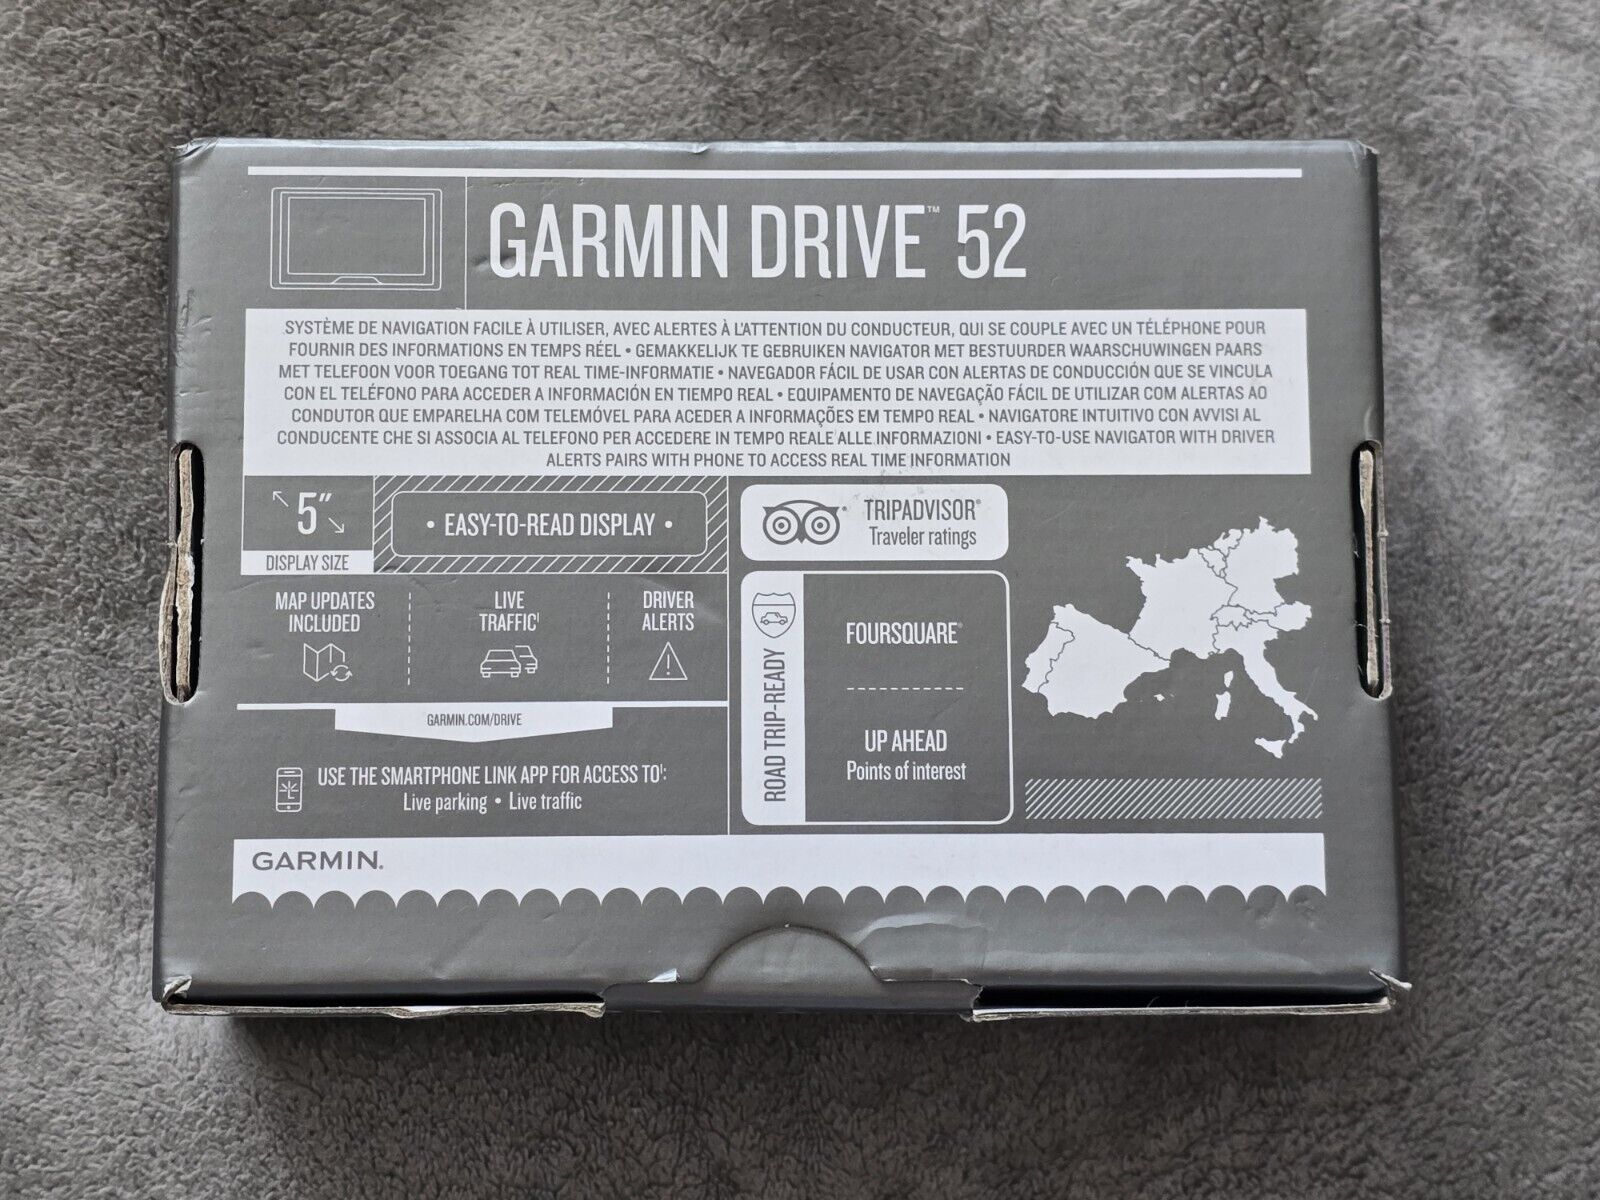 GARMIN DRIVE™ 52
SYSTÈME DE NAVIGATION FACILE À UTILISER, AVEC ALERTES À L'ATTENTION DU CONDUCTEUR, QUI SE COUPLE AVEC UN TÉLÉPHONE POUR
FOURNIR DES INFORMATIONS EN TEMPS RÉEL • GEMAKKELIJK TE GEBRUIKEN NAVIGATOR MET BESTUURDER WAARSCHUWINGEN PAARS
MET TELEFOON VOOR TOEGANG TOT REAL TIME-INFORMATIE • NAVEGADOR FÁCIL DE USAR CON ALERTAS DE CONDUCCIÓN QUE SE VINCULA
CON EL TELÉFONO PARA ACCEDER A INFORMACIÓN EN TIEMPO REAL • EQUIPAMENTO DE NAVEGAÇÃO FÁCIL DE UTILIZAR COM ALERTAS AO
CONDUTOR QUE EMPARELHA COM TELEMÓVEL PARA ACEDER A INFORMAÇÕES EM TEMPO REAL • NAVIGATORE INTUITIVO CON AVVISI AL
CONDUCENTE CHE SI ASSOCIA AL TELEFONO PER ACCEDERE IN TEMPO REALE ALLE INFORMAZIONI • EASY-TO-USE NAVIGATOR WITH DRIVER
ALERTS PAIRS WITH PHONE TO ACCESS REAL TIME INFORMATION
5"
DISPLAY SIZE
• EASY-TO-READ DISPLAY •
MAP UPDATES
INCLUDED
LIVE
TRAFFIC¹
DRIVER
ALERTS
GARMIN.COM/DRIVE
USE THE SMARTPHONE LINK APP FOR ACCESS TO¹:
Live parking • Live traffic
TRIPADVISOR®
Traveler ratings
ROAD TRIP-READY
FOURSQUARE®
UP AHEAD
Points of interest
GARMIN®